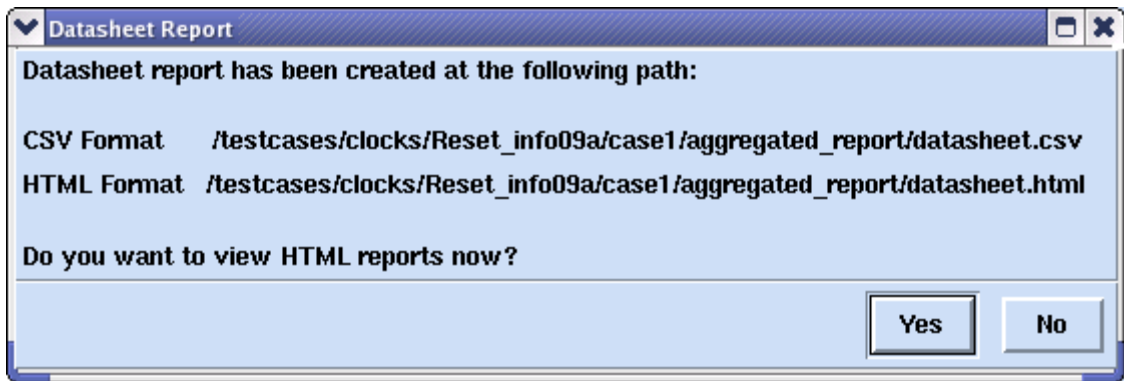 Datasheet Report
Datasheet report has been created at the following path:
CSV Format /testcases/clocks/Reset_info09a/case1/aggregated_report/datasheet.csv
HTML Format /testcases/clocks/Reset_info09a/case1/aggregated_report/datasheet.html
Do you want to view HTML reports now?
Yes No